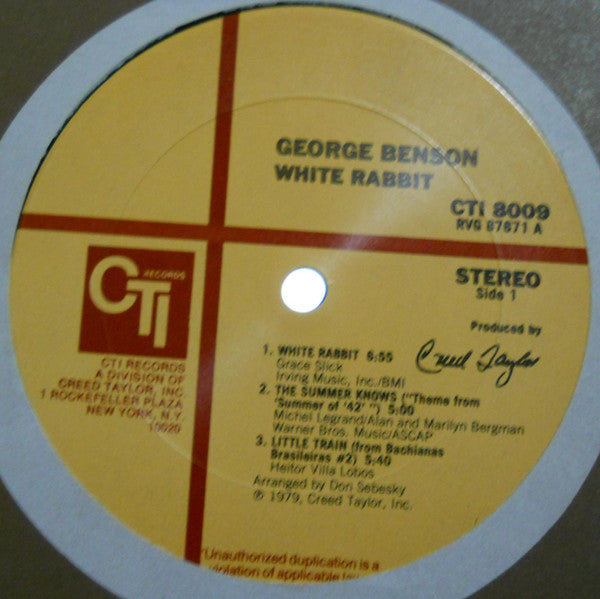 GEORGE BENSON
WHITE RABBIT
CTI 8009
RVG 87871 A
STEREO
Side 1
Produced by
Creed Taylor
CTI
RECORDS
CTI RECORDS
A DIVISION OF
CREED TAYLOR, INC.
1 ROCKEFELLER PLAZA
NEW YORK, N.Y.
10020
1. WHITE RABBIT 6:55
Grace Slick
Irving Music, Inc./BMI
2. THE SUMMER KNOWS ("Theme from
'Summer of '42' ") 5:00
Michel Legrand/Alan and Marilyn Bergman
Warner Bros. Music/ASCAP
3. LITTLE TRAIN (from Bachianas
Brasileiras #2) 5:40
Heitor Villa Lobos
Arranged by Don Sebesky
℗ 1979, Creed Taylor, Inc.
"Unauthorized duplication is a
violation of applicable